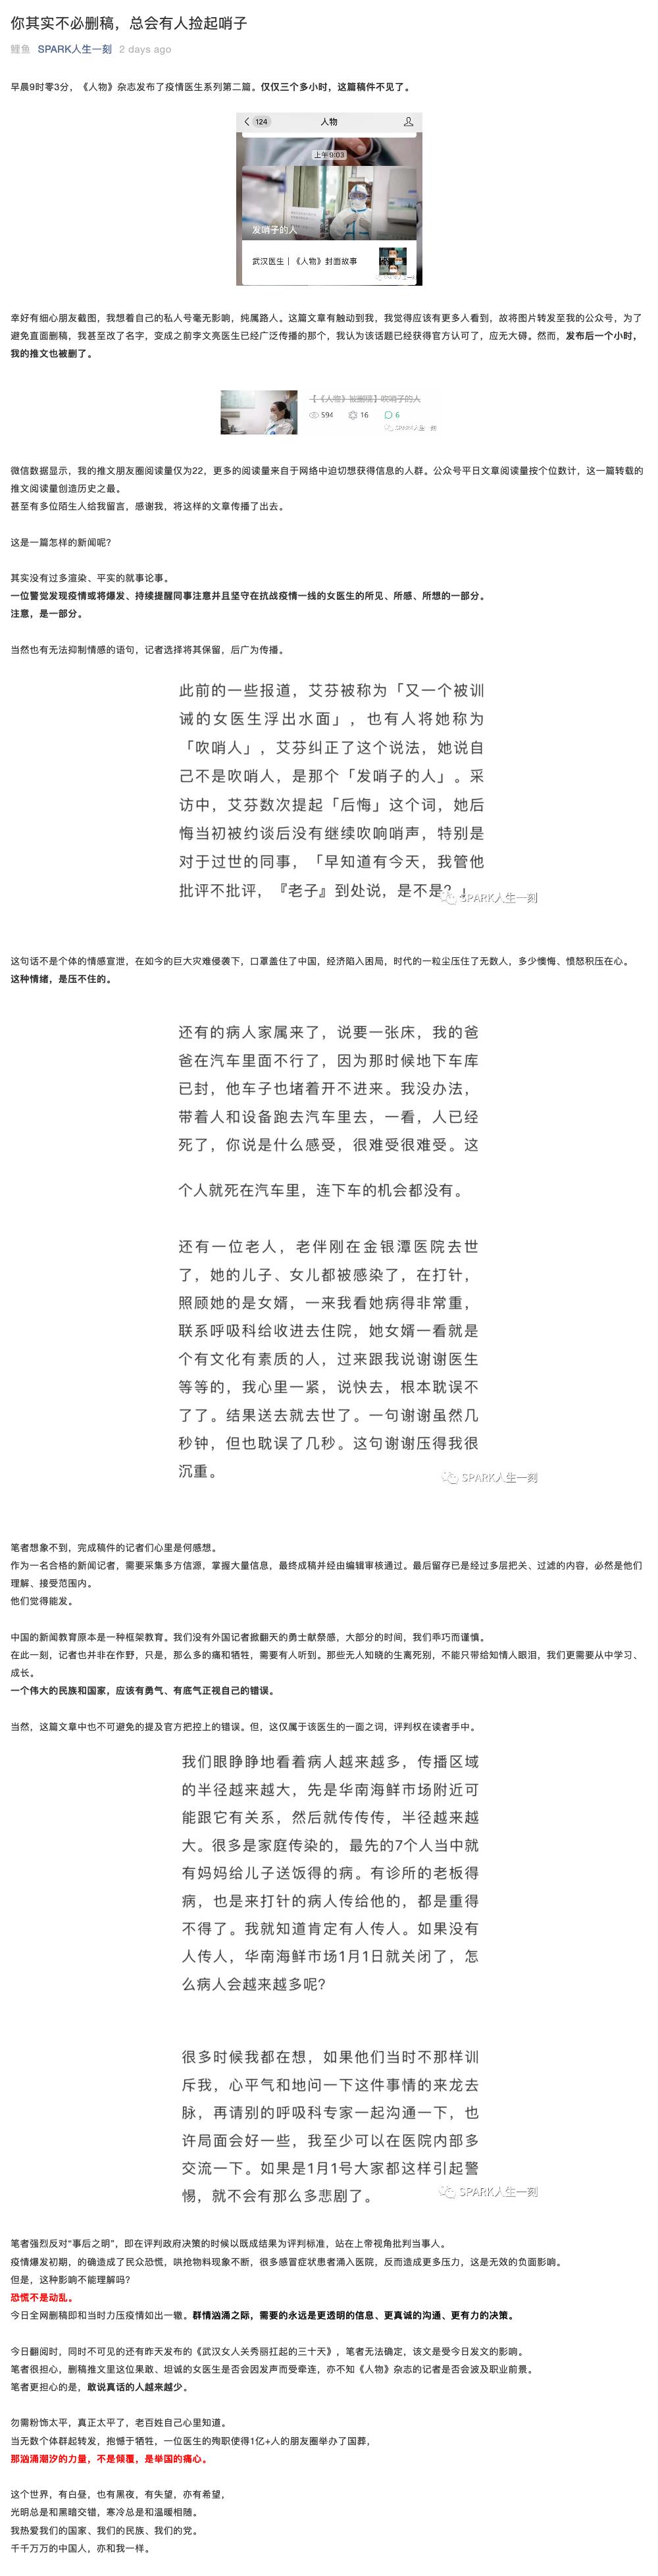 你其实不必删稿，总会有人捡起哨子
鲤鱼 SPARK人生一刻 2 days ago
早晨9时零3分，《人物》杂志发布了疫情医生系列第二篇。仅仅三个多小时，这篇稿件不见了。
124
人物
上午9:03
发哨子的人
武汉医生｜《人物》封面故事
幸好有细心朋友截图，我想着自己的私人号毫无影响，纯属路人。这篇文章有触动到我，我觉得应该有更多人看到，故将图片转发至我的公众号，为了
避免直面删稿，我甚至改了名字，变成之前李文亮医生已经广泛传播的那个，我认为该话题已经获得官方认可了，应无大碍。然而，发布后一个小时，
我的推文也被删了。
【《人物》被删稿】吹哨子的人
594 16 6
SPARK人生一刻
微信数据显示，我的推文朋友圈阅读量仅为22，更多的阅读量来自于网络中迫切想获得信息的人群。公众号平日文章阅读量按个位数计，这一篇转载的
推文阅读量创造历史之最。
甚至有多位陌生人给我留言，感谢我，将这样的文章传播了出去。
这是一篇怎样的新闻呢？
其实没有过多渲染、平实的就事论事。
一位警觉发现疫情或将爆发、持续提醒同事注意并且坚守在抗战疫情一线的女医生的所见、所感、所想的一部分。
注意，是一部分。
当然也有无法抑制情感的语句，记者选择将其保留，后广为传播。
此前的一些报道，艾芬被称为「又一个被训
诫的女医生浮出水面」，也有人将她称为
「吹哨人」，艾芬纠正了这个说法，她说自
己不是吹哨人，是那个「发哨子的人」。采
访中，艾芬数次提起「后悔」这个词，她后
悔当初被约谈后没有继续吹响哨声，特别是
对于过世的同事，「早知道有今天，我管他
批评不批评，『老子』到处说，是不是？」
SPARK人生一刻
这句话不是个体的情感宣泄，在如今的巨大灾难侵袭下，口罩盖住了中国，经济陷入困局，时代的一粒尘压住了无数人，多少懊悔、愤怒积压在心。
这种情绪，是压不住的。
还有的病人家属来了，说要一张床，我的爸
爸在汽车里面不行了，因为那时候地下车库
已封，他车子也堵着开不进来。我没办法，
带着人和设备跑去汽车里去，一看，人已经
死了，你说是什么感受，很难受很难受。这
个人就死在汽车里，连下车的机会都没有。
还有一位老人，老伴刚在金银潭医院去世
了，她的儿子、女儿都被感染了，在打针，
照顾她的是女婿，一来我看她病得非常重，
联系呼吸科给收进去住院，她女婿一看就是
个有文化有素质的人，过来跟我说谢谢医生
等等的，我心里一紧，说快去，根本耽误不
了了。结果送去就去世了。一句谢谢虽然几
秒钟，但也耽误了几秒。这句谢谢压得我很
沉重。
SPARK人生一刻
笔者想象不到，完成稿件的记者们心里是何感想。
作为一名合格的新闻记者，需要采集多方信源，掌握大量信息，最终成稿并经由编辑审核通过。最后留存已是经过多层把关、过滤的内容，必然是他们
理解、接受范围内。
他们觉得能发。
中国的新闻教育原本是一种框架教育。我们没有外国记者掀翻天的勇士献祭感，大部分的时间，我们乖巧而谨慎。
在此一刻，记者也并非在作野，只是，那么多的痛和牺牲，需要有人听到。那些无人知晓的生离死别，不能只带给知情人眼泪，我们更需要从中学习、
成长。
一个伟大的民族和国家，应该有勇气、有底气正视自己的错误。
当然，这篇文章中也不可避免的提及官方把控上的错误。但，这仅属于该医生的一面之词，评判权在读者手中。
我们眼睁睁地看着病人越来越多，传播区域
的半径越来越大，先是华南海鲜市场附近可
能跟它有关系，然后就传传传，半径越来越
大。很多是家庭传染的，最先的7个人当中就
有妈妈给儿子送饭得的病。有诊所的老板得
病，也是来打针的病人传给他的，都是重得
不得了。我就知道肯定有人传人。如果没有
人传人，华南海鲜市场1月1日就关闭了，怎
么病人会越来越多呢？
很多时候我都在想，如果他们当时不那样训
斥我，心平气和地问一下这件事情的来龙去
脉，再请别的呼吸科专家一起沟通一下，也
许局面会好一些，我至少可以在医院内部多
交流一下。如果是1月1号大家都这样引起警
惕，就不会有那么多悲剧了。
SPARK人生一刻
笔者强烈反对“事后之明”，即在评判政府决策的时候以既成结果为评判标准，站在上帝视角批判当事人。
疫情爆发初期，的确造成了民众恐慌，哄抢物料现象不断，很多感冒症状患者涌入医院，反而造成更多压力，这是无效的负面影响。
但是，这种影响不能理解吗？
恐慌不是动乱。
今日全网删稿即和当时力压疫情如出一辙。群情汹涌之际，需要的永远是更透明的信息、更真诚的沟通、更有力的决策。
今日翻阅时，同时不可见的还有昨天发布的《武汉女人关秀丽扛起的三十天》，笔者无法确定，该文是受今日发文的影响。
笔者很担心，删稿推文里这位果敢、坦诚的女医生是否会因发声而受牵连，亦不知《人物》杂志的记者是否会波及职业前景。
笔者更担心的是，敢说真话的人越来越少。
勿需粉饰太平，真正太平了，老百姓自己心里知道。
当无数个体群起转发，抱憾于牺牲，一位医生的殉职使得1亿+人的朋友圈举办了国葬，
那汹涌潮汐的力量，不是倾覆，是举国的痛心。
这个世界，有白昼，也有黑夜，有失望，亦有希望，
光明总是和黑暗交错，寒冷总是和温暖相随。
我热爱我们的国家、我们的民族、我们的党。
千千万万的中国人，亦和我一样。